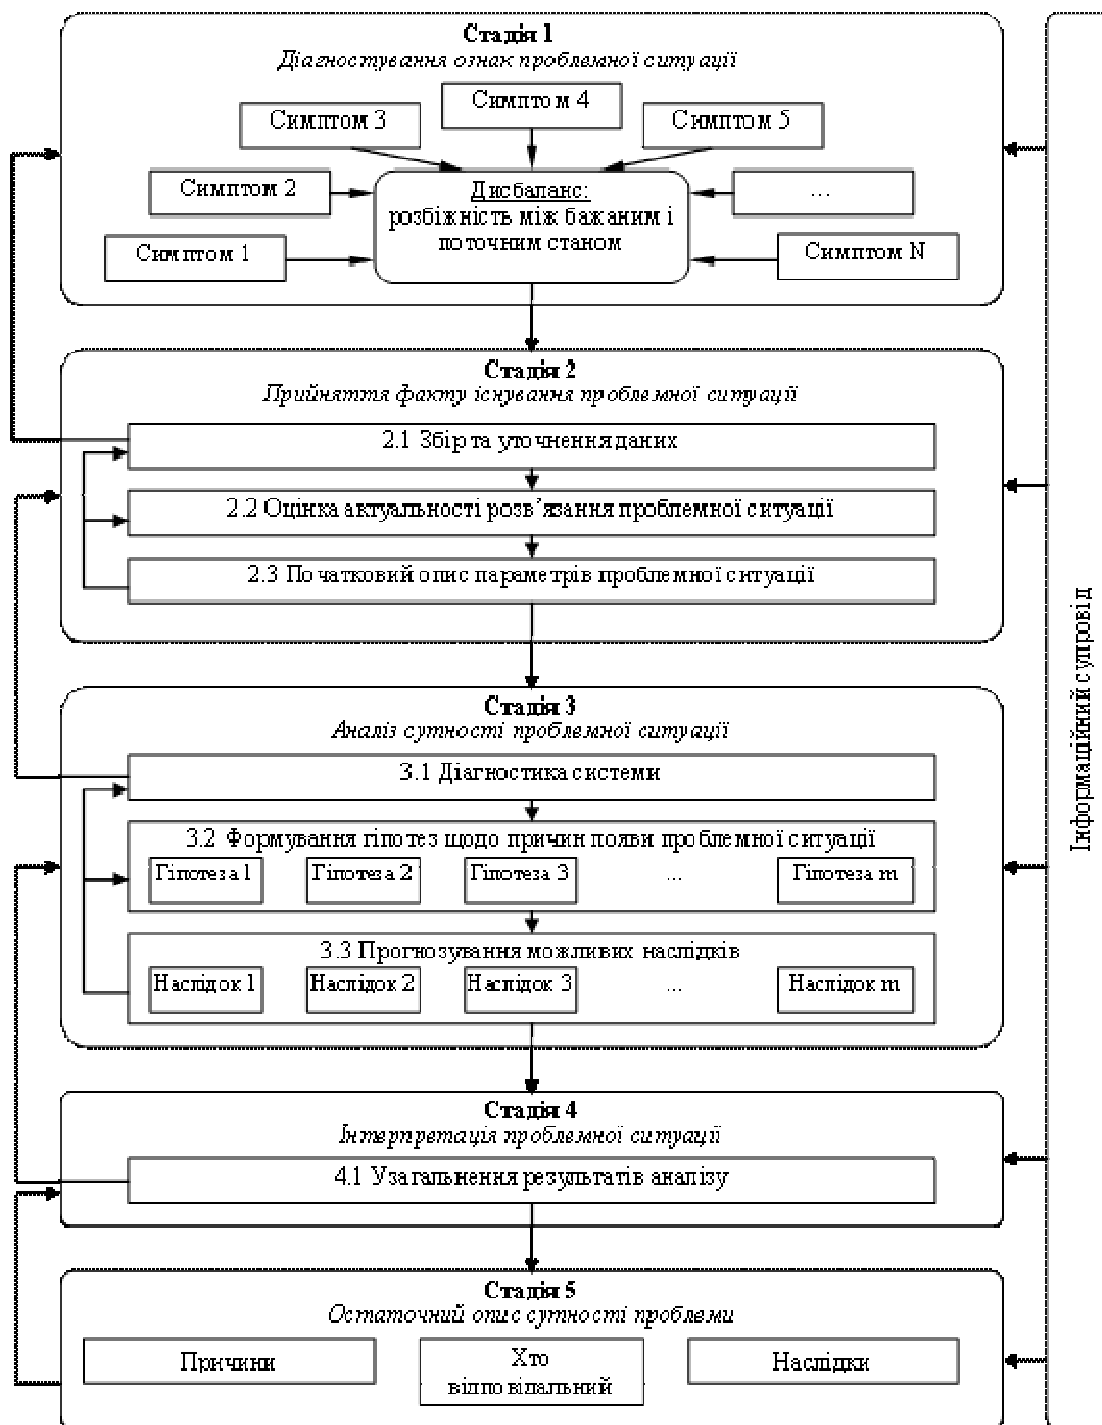 Стадія 1
Діагностування ознак проблемної ситуації
Симптом 4
Симптом 3
Симптом 5
Симптом 2
...
Симптом 1
Симптом N
Дисбаланс:
розбіжність між бажаним і
поточним станом
Стадія 2
Прийняття факту існування проблемної ситуації
2.1 Збір та уточнення даних
2.2 Оцінка актуальності розв’язання проблемної ситуації
2.3 Початковий опис параметрів проблемної ситуації
Стадія 3
Аналіз сутності проблемної ситуації
3.1 Діагностика системи
3.2 Формування гіпотез щодо причин появи проблемної ситуації
Гіпотеза 1
Гіпотеза 2
Гіпотеза 3
...
Гіпотеза m
3.3 Прогнозування можливих наслідків
Наслідок 1
Наслідок 2
Наслідок 3
...
Наслідок m
Стадія 4
Інтерпретація проблемної ситуації
4.1 Узагальнення результатів аналізу
Стадія 5
Остаточний опис сутності проблеми
Причини
Хто
відповідальний
Наслідки
Інформаційний супровід